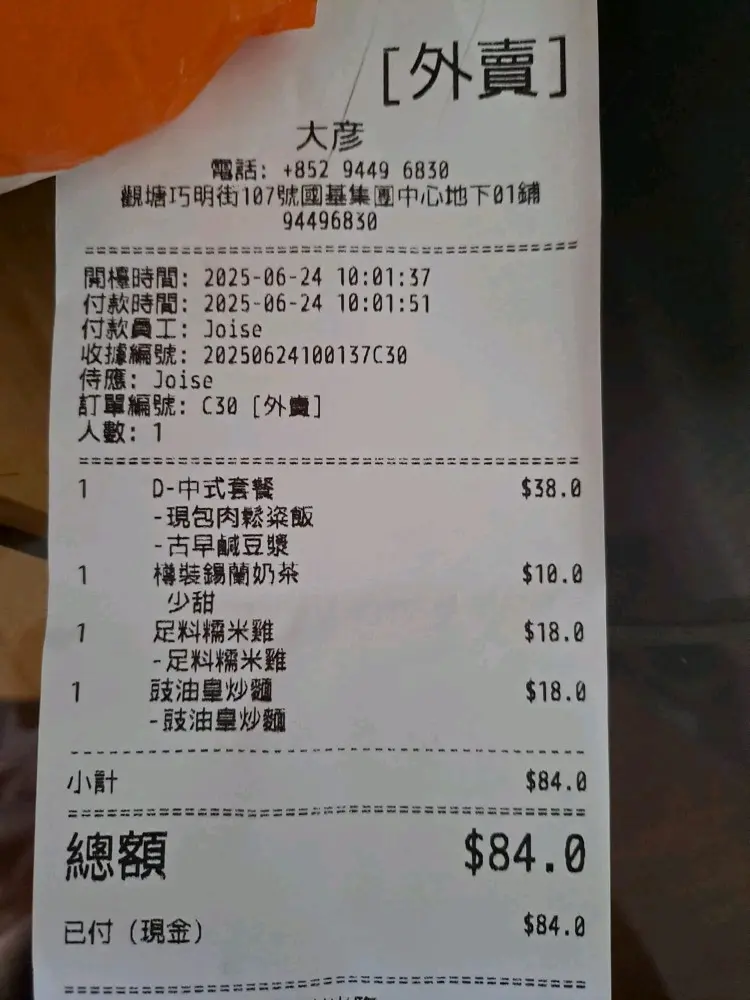 [外賣]
大彦
電話: +852 9449 6830
觀塘巧明街107號國基集團中心地下01鋪
94496830
開檯時間: 2025-06-24 10:01:37
付款時間: 2025-06-24 10:01:51
付款員工: Joise
收據編號: 20250624100137C30
侍應: Joise
訂單編號: C30 [外賣]
人數: 1
1 D-中式套餐 $38.0
-現包肉鬆粢飯
-古早鹹豆漿
1 樽裝錫蘭奶茶 $10.0
少甜
1 足料糯米雞 $18.0
-足料糯米雞
1 豉油皇炒麵 $18.0
-豉油皇炒麵
小計 $84.0
總額 $84.0
已付 (現金) $84.0